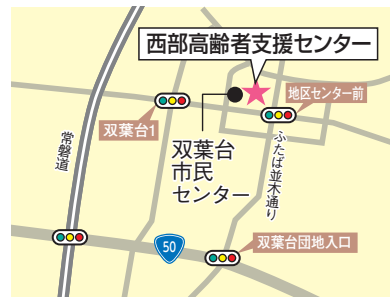 西部高齢者支援センター
地区センター前
双葉台1
双葉台
市民
センター
ふたば並木通り
常磐道
50
双葉台団地入口